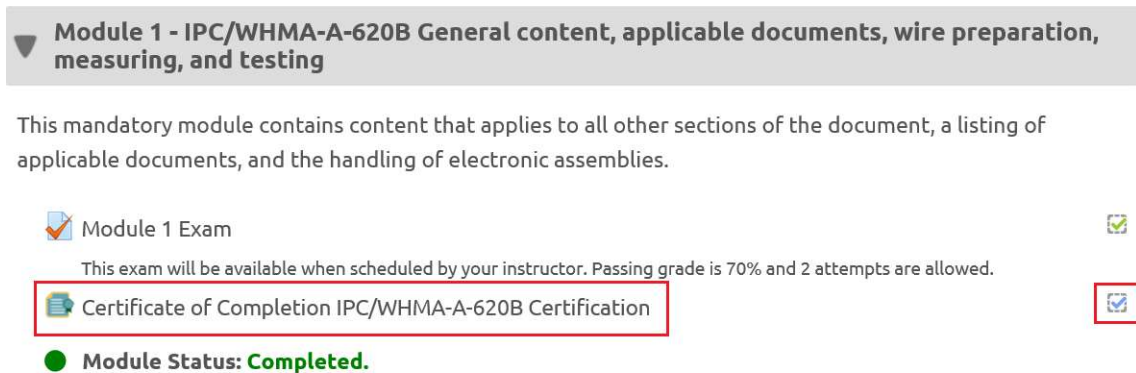 Module 1 - IPC/WHMA-A-620B General content, applicable documents, wire preparation,
measuring, and testing
This mandatory module contains content that applies to all other sections of the document, a listing of
applicable documents, and the handling of electronic assemblies.
Module 1 Exam
This exam will be available when scheduled by your instructor. Passing grade is 70% and 2 attempts are allowed.
Certificate of Completion IPC/WHMA-A-620B Certification
Module Status: Completed.